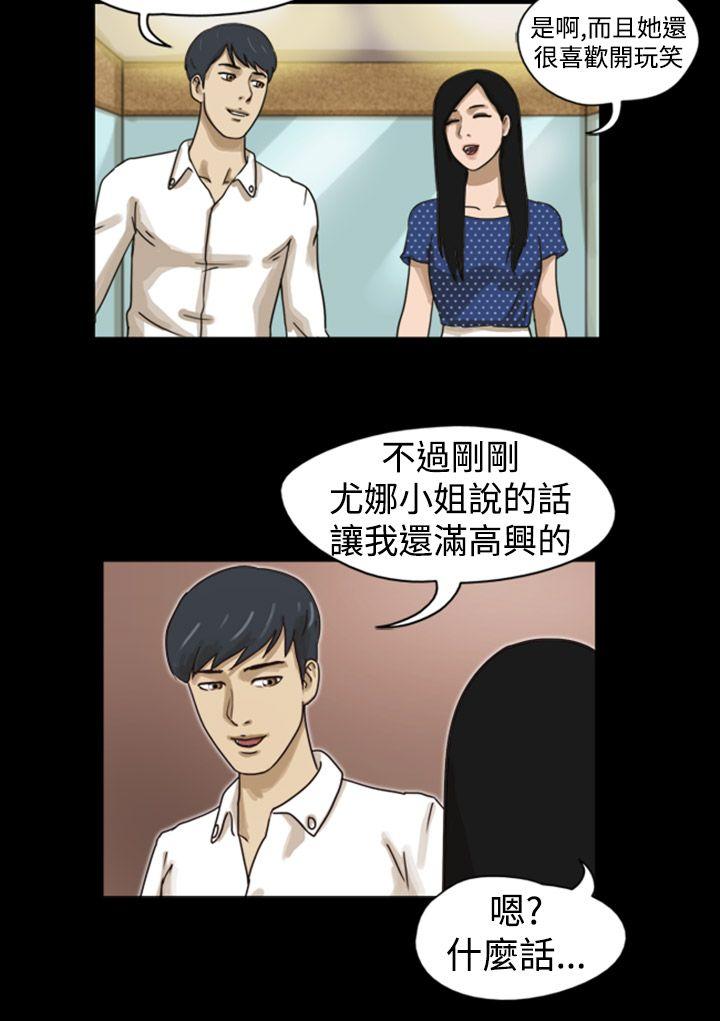 是啊,而且她還
很喜歡開玩笑
不過剛剛
尤娜小姐說的話
讓我還滿高興的
嗯?
什麼話...